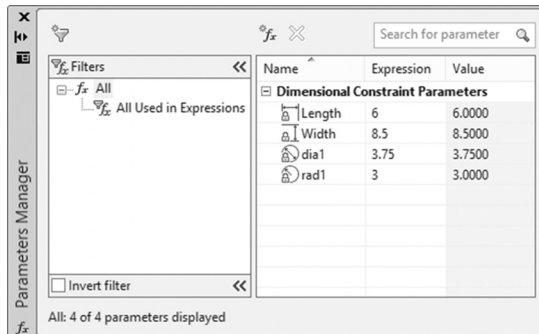 Search for parameter
Filters
fx All
All Used in Expressions
Invert filter
Name Expression Value
Dimensional Constraint Parameters
Length 6 6.0000
Width 8.5 8.5000
dia1 3.75 3.7500
rad1 3 3.0000
All: 4 of 4 parameters displayed
Parameters Manager
fx